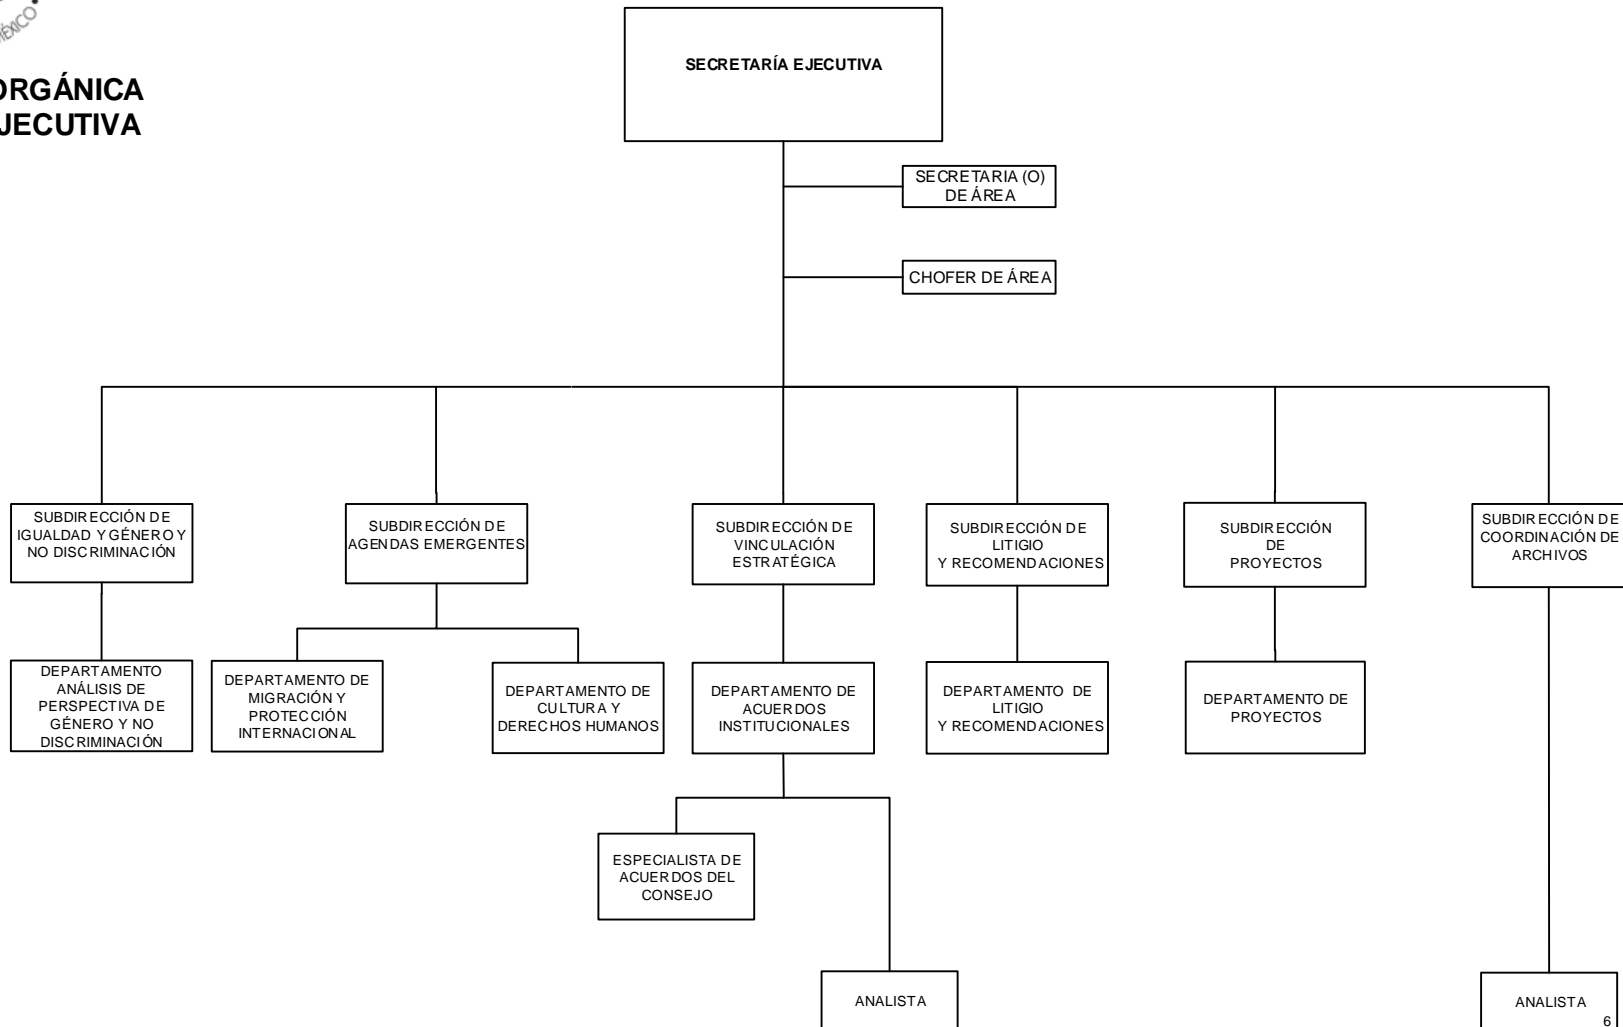 MÉXICO
ORGÁNICA
JECUTIVA
SECRETARÍA EJECUTIVA
SECRETARIA (O)
DE ÁREA
CHOFER DE ÁREA
SUBDIRECCIÓN DE
IGUALDAD Y GÉNERO Y
NO DISCRIMINACIÓN
SUBDIRECCIÓN DE
AGENDAS EMERGENTES
SUBDIRECCIÓN DE
VINCULACIÓN
ESTRATÉGICA
SUBDIRECCIÓN DE
LITIGIO
Y RECOMENDACIONES
SUBDIRECCIÓN
DE
PROYECTOS
SUBDIRECCIÓN DE
COORDINACIÓN DE
ARCHIVOS
DEPARTAMENTO
ANÁLISIS DE
PERSPECTIVA DE
GÉNERO Y NO
DISCRIMINACIÓN
DEPARTAMENTO DE
MIGRACIÓN Y
PROTECCIÓN
INTERNACIONAL
DEPARTAMENTO DE
CULTURA Y
DERECHOS HUMANOS
DEPARTAMENTO DE
ACUERDOS
INSTITUCIONALES
DEPARTAMENTO DE
LITIGIO
Y RECOMENDACIONES
DEPARTAMENTO DE
PROYECTOS
ESPECIALISTA DE
ACUERDOS DEL
CONSEJO
ANALISTA
ANALISTA
6